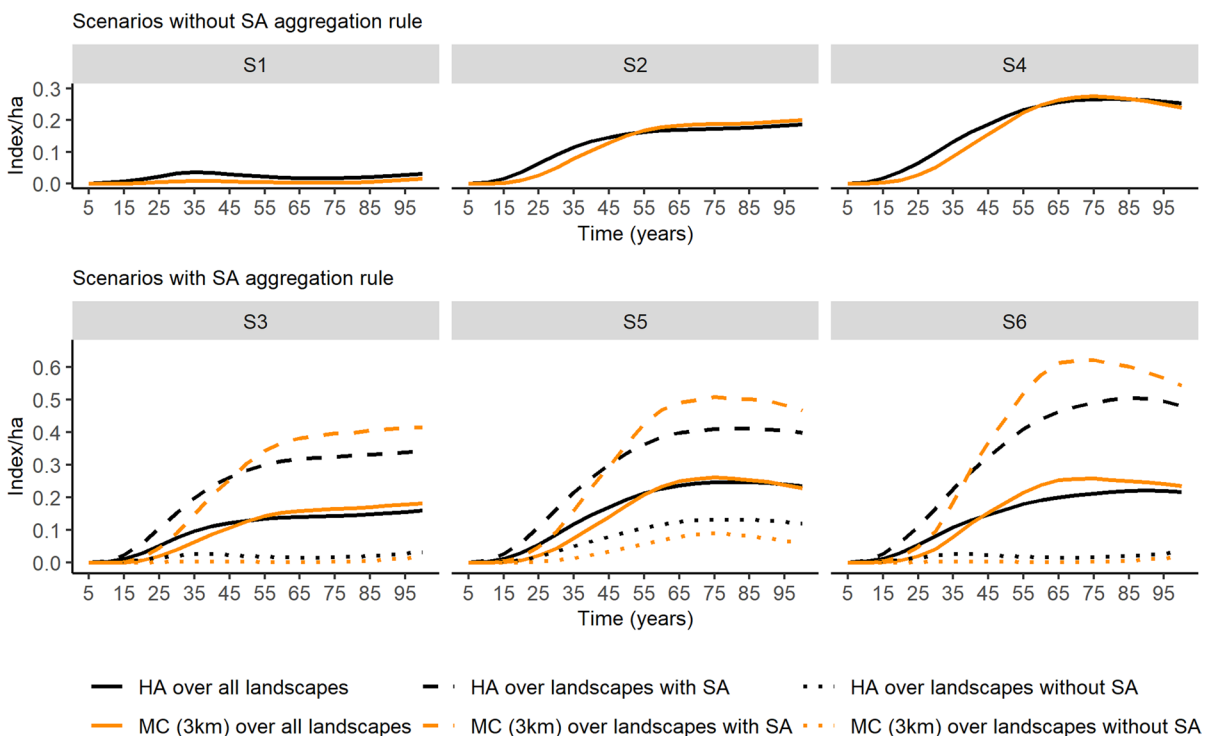 Scenarios without SA aggregation rule
S1 S2 S4
Index/ha
0.3
0.2
0.1
0.0
5 15 25 35 45 55 65 75 85 95 5 15 25 35 45 55 65 75 85 95 5 15 25 35 45 55 65 75 85 95
Time (years)
Scenarios with SA aggregation rule
S3 S5 S6
Index/ha
0.6
0.5
0.4
0.3
0.2
0.1
0.0
5 15 25 35 45 55 65 75 85 95 5 15 25 35 45 55 65 75 85 95 5 15 25 35 45 55 65 75 85 95
Time (years)
HA over all landscapes HA over landscapes with SA HA over landscapes without SA
MC (3km) over all landscapes MC (3km) over landscapes with SA MC (3km) over landscapes without SA